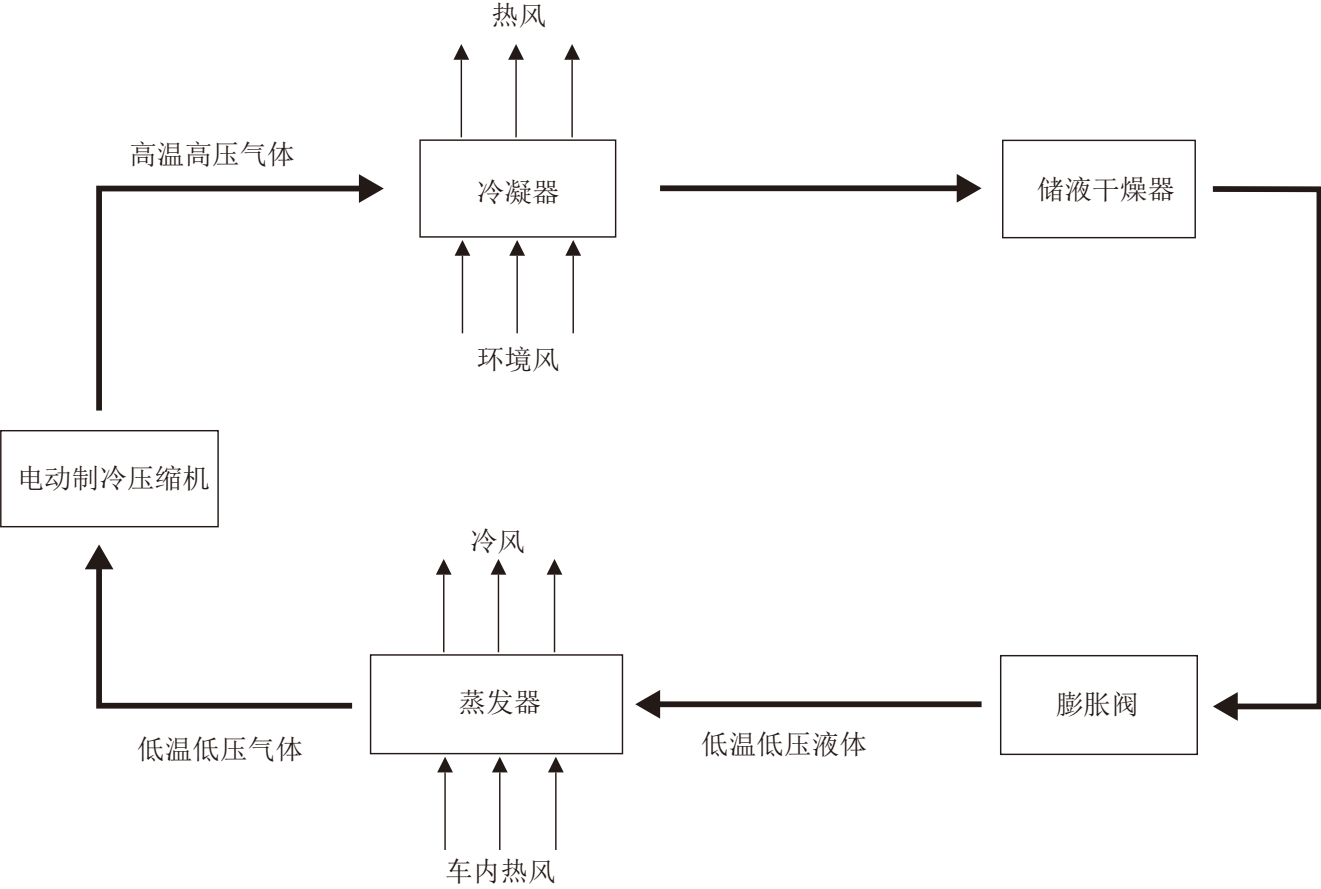 热风
高温高压气体
冷凝器
储液干燥器
环境风
电动制冷压缩机
冷风
蒸发器
膨胀阀
低温低压气体
低温低压液体
车内热风